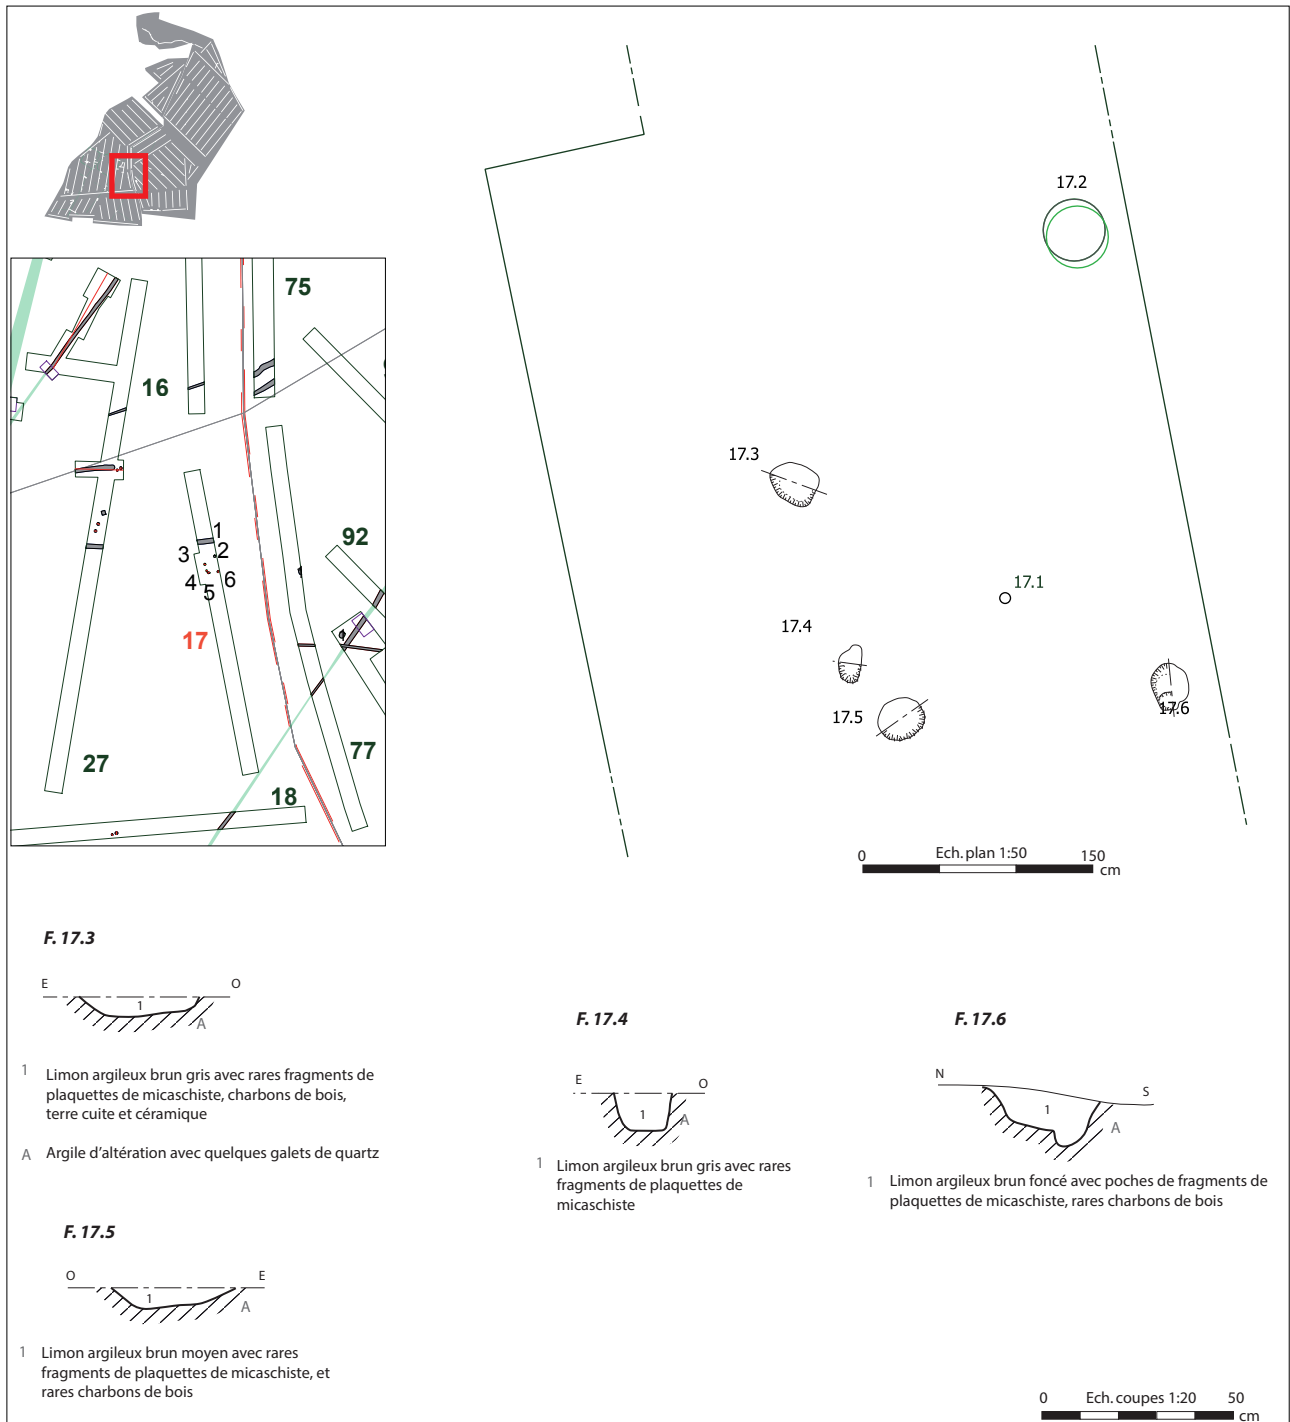 75
16
1
2
3
4
5
6
92
17
77
27
18
17.2
17.3
17.1
17.4
17.5
17.6
0 Ech. plan 1:50 150
cm
F. 17.3
E O
1
A
1 Limon argileux brun gris avec rares fragments de
plaquettes de micaschiste, charbons de bois,
terre cuite et céramique
A Argile d'altération avec quelques galets de quartz
F. 17.4
E O
1
A
1 Limon argileux brun gris avec rares
fragments de plaquettes de
micaschiste
F. 17.6
N
S
1
A
1 Limon argileux brun foncé avec poches de fragments de
plaquettes de micaschiste, rares charbons de bois
F. 17.5
O E
1
A
1 Limon argileux brun moyen avec rares
fragments de plaquettes de micaschiste, et
rares charbons de bois
0 Ech. coupes 1:20 50
cm